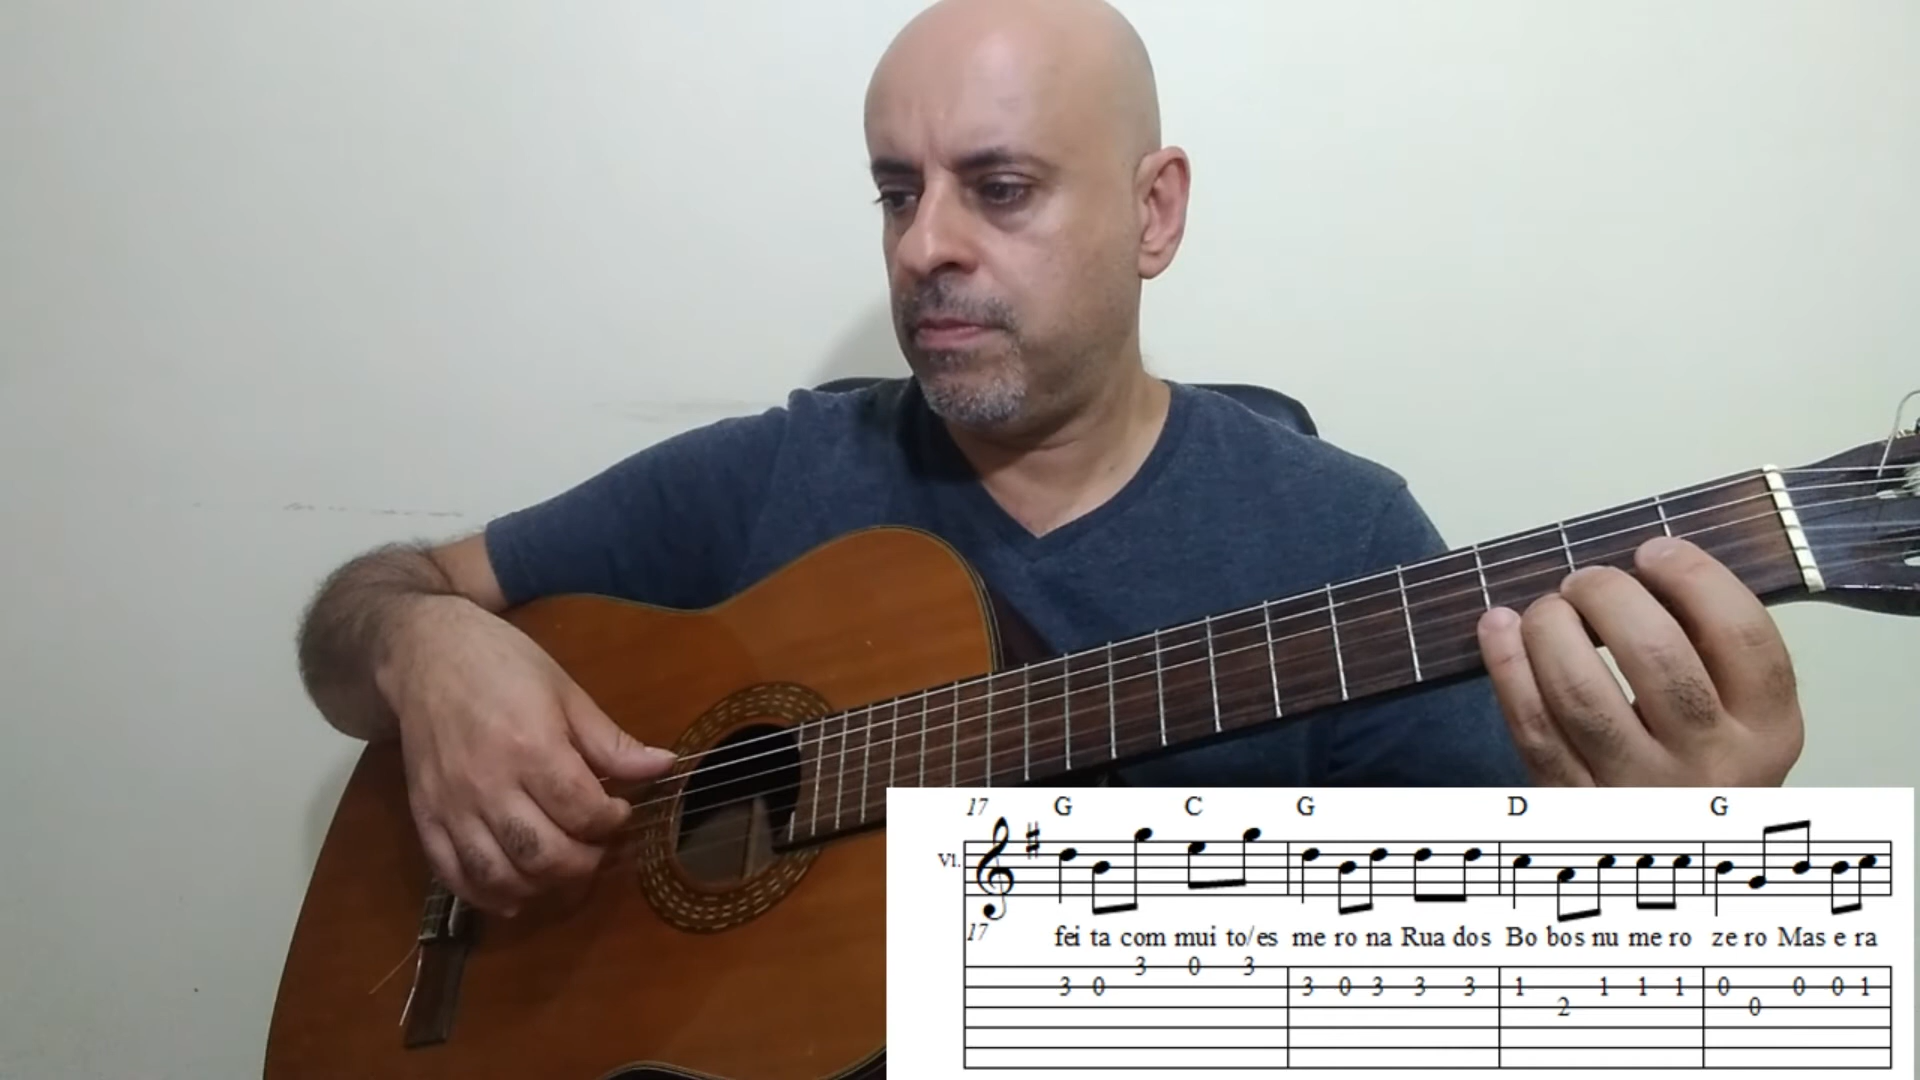 17 G C G D G
Vl.
17 fei ta com mui to/es me ro na Rua dos Bo bos nu me ro ze ro Mas e ra
3 0 3
3 0 3 0 3 3 3 1 1 1 1 0 0 0 1
2 0